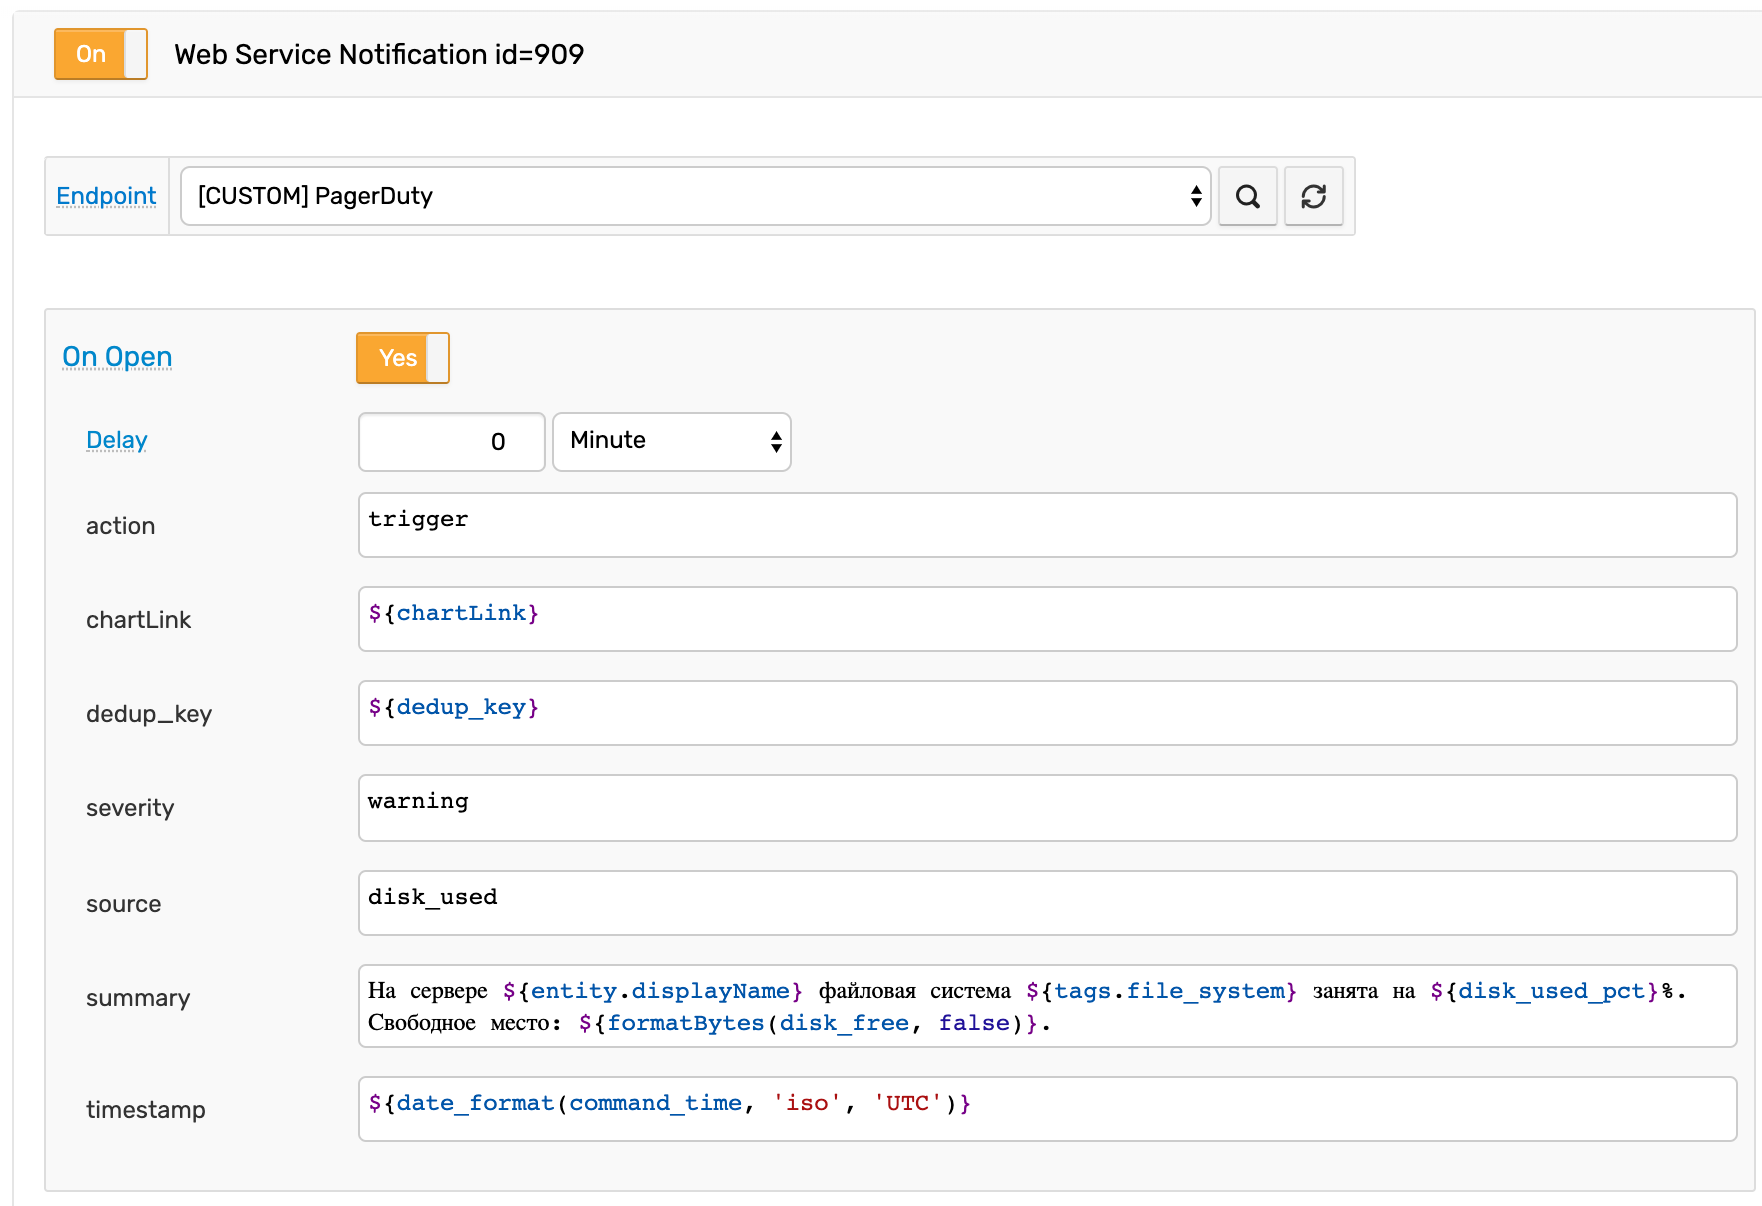 On Web Service Notification id=909
Endpoint [CUSTOM] PagerDuty
On Open Yes
Delay 0 Minute
action trigger
chartLink ${chartLink}
dedup_key ${dedup_key}
severity warning
source disk_used
summary На сервере ${entity.displayName} файловая система ${tags.file_system} занята на ${disk_used_pct}%.
Свободное место: ${formatBytes(disk_free, false)}.
timestamp ${date_format(command_time, 'iso', 'UTC')}